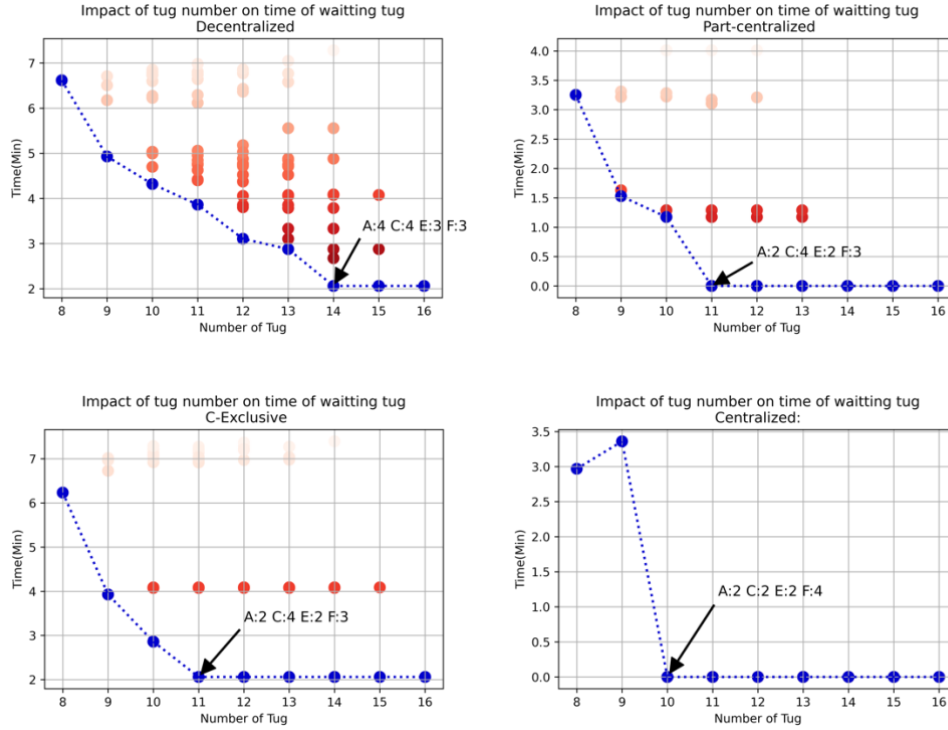 Impact of tug number on time of waitting tug
Decentralized
7
6
5
4
3
2
Time(Min)
A:4 C:4 E:3 F:3
8 9 10 11 12 13 14 15 16
Number of Tug
Impact of tug number on time of waitting tug
Part-centralized
4.0
3.5
3.0
2.5
2.0
1.5
1.0
0.5
0.0
Time(Min)
A:2 C:4 E:2 F:3
8 9 10 11 12 13 14 15 16
Number of Tug
Impact of tug number on time of waitting tug
C-Exclusive
7
6
5
4
3
2
Time(Min)
A:2 C:4 E:2 F:3
8 9 10 11 12 13 14 15 16
Number of Tug
Impact of tug number on time of waitting tug
Centralized:
3.5
3.0
2.5
2.0
1.5
1.0
0.5
0.0
Time(Min)
A:2 C:2 E:2 F:4
8 9 10 11 12 13 14 15 16
Number of Tug